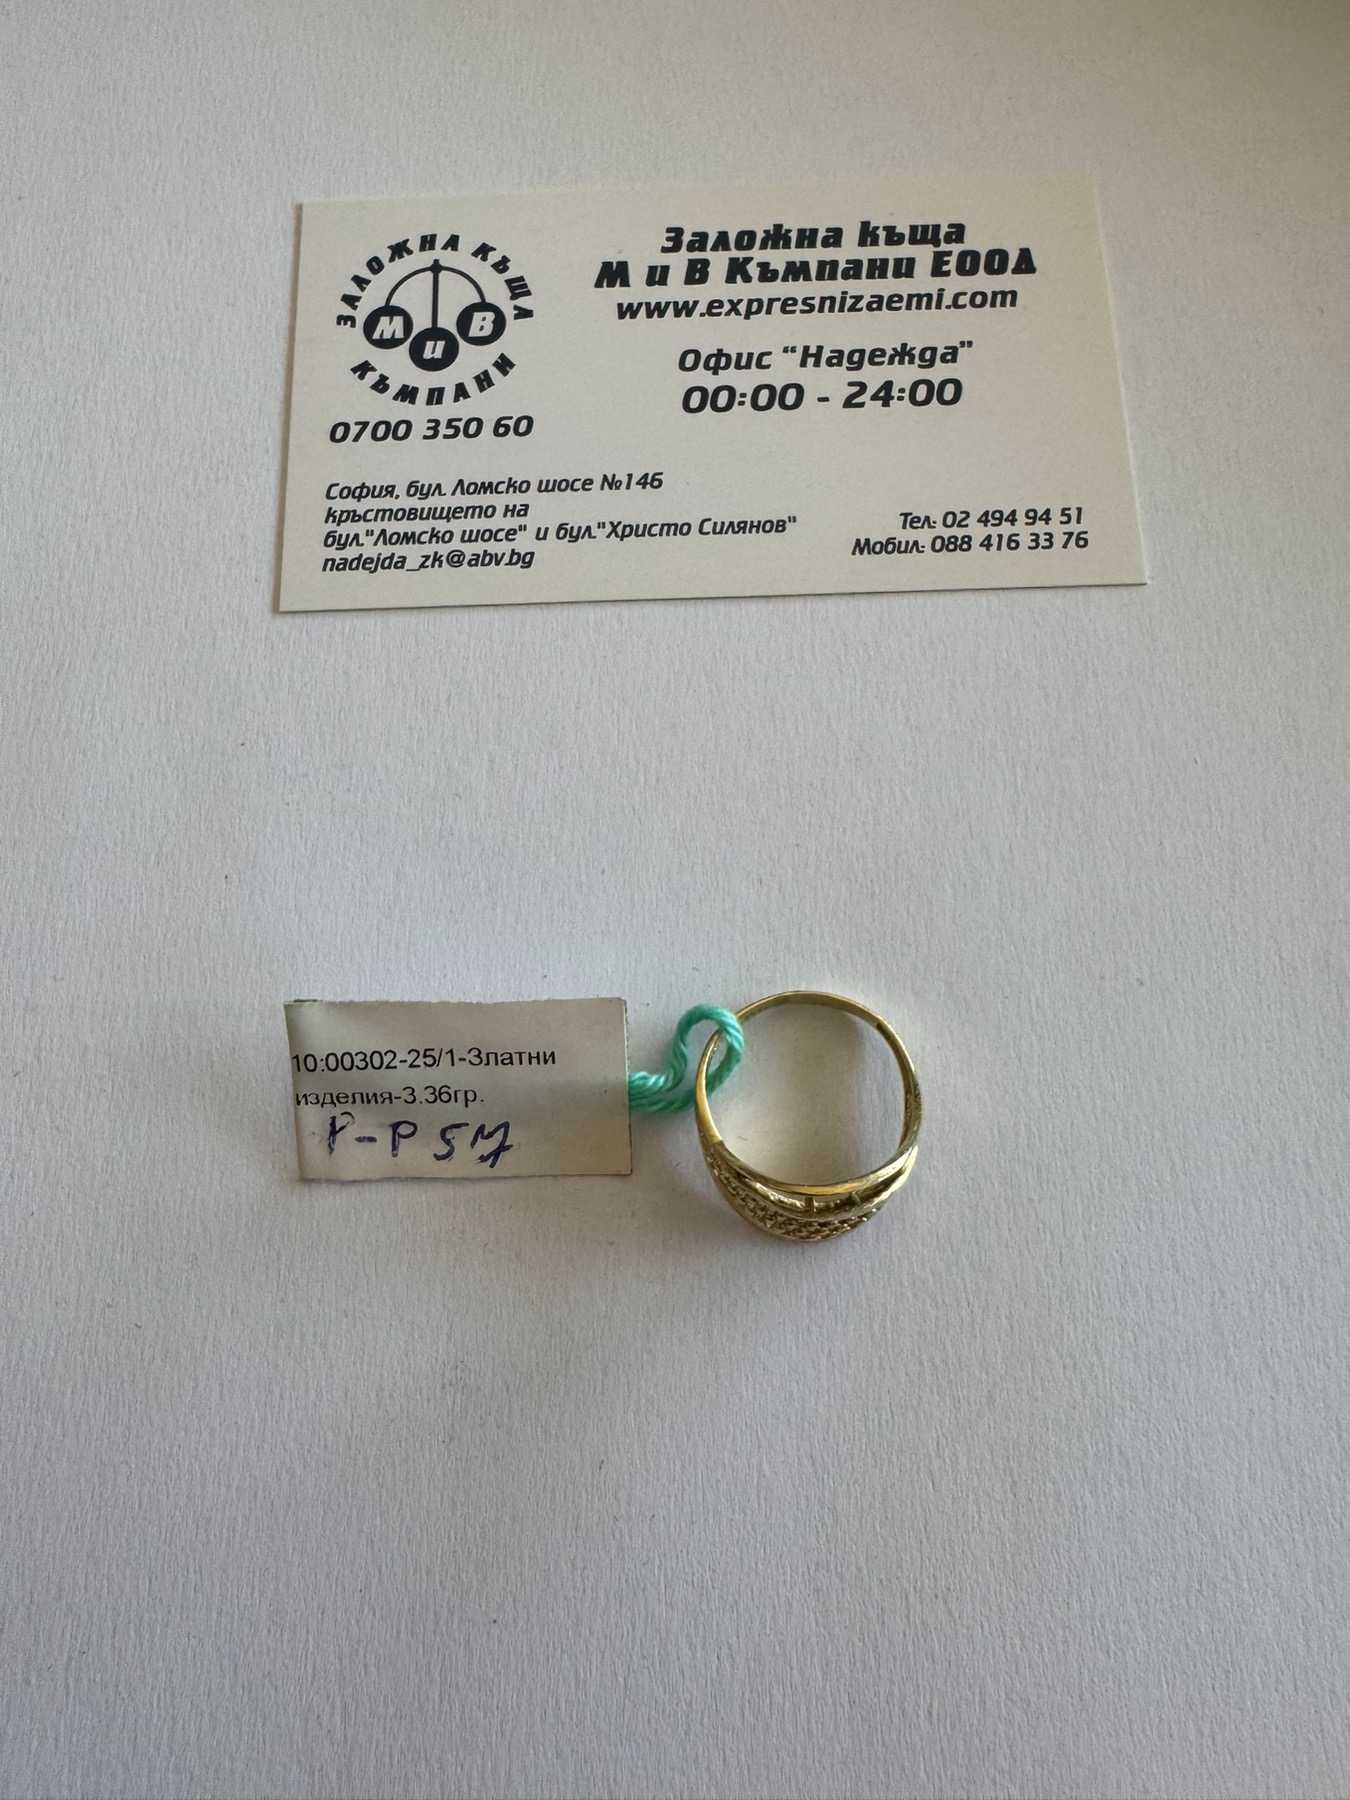 ЗАЛОЖНА КЪЩА
М и В
КЪМПАНИ
0700 350 60
Заложна къща
М и В Къмпани ЕООД
www.expresnizaemi.com
Офис "Надежда"
00:00 - 24:00
София, бул. Ломско шосе №146
кръстовището на
бул."Ломско шосе" и бул."Христо Силянов"
nadejda_zk@abv.bg
Тел: 02 494 94 51
Мобил: 088 416 33 76
10:00302-25/1-Златни
изделия-3.36гр.
Р-Р 57